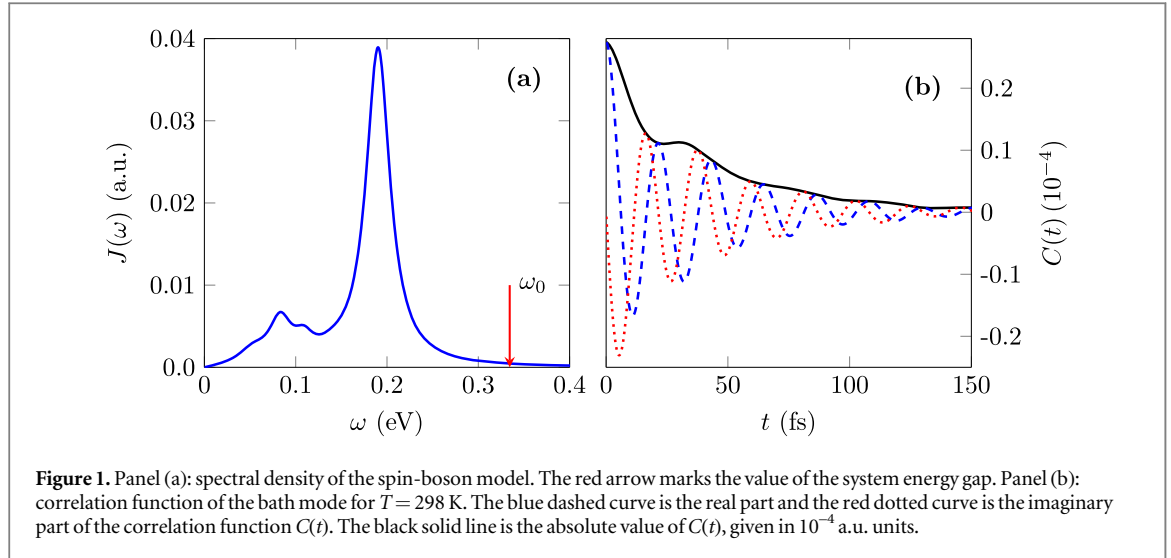 0.04
0.03
0.02
0.01
0.0
J(ω) (a.u.)
(a)
ω₀
0
0.1
0.2
0.3
0.4
ω (eV)
(b)
0.2
0.1
0
-0.1
-0.2
C(t) (10⁻⁴)
0
50
100
150
t (fs)
Figure 1. Panel (a): spectral density of the spin-boson model. The red arrow marks the value of the system energy gap. Panel (b):
correlation function of the bath mode for T = 298 K. The blue dashed curve is the real part and the red dotted curve is the imaginary
part of the correlation function C(t). The black solid line is the absolute value of C(t), given in 10⁻⁴ a.u. units.